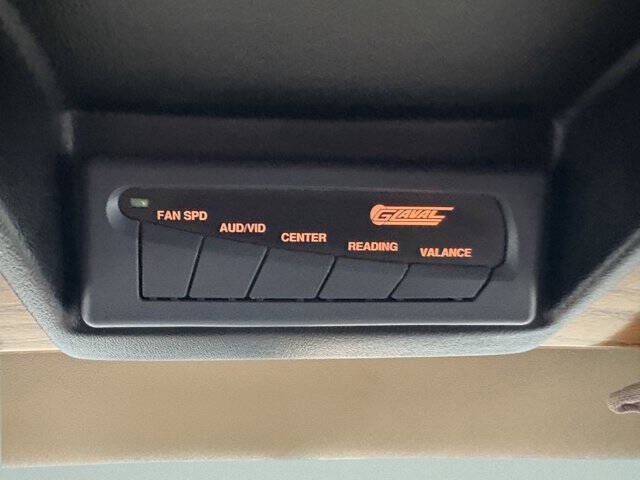 GLAVAL
FAN SPD
AUD/VID
CENTER
READING
VALANCE